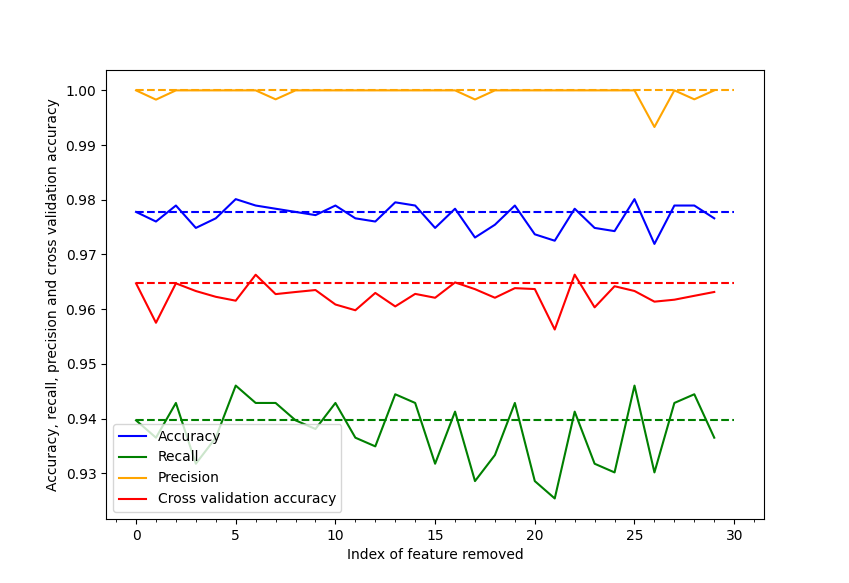 Accuracy, recall, precision and cross validation accuracy
1.00
0.99
0.98
0.97
0.96
0.95
0.94
0.93
Accuracy
Recall
Precision
Cross validation accuracy
0 5 10 15 20 25 30
Index of feature removed